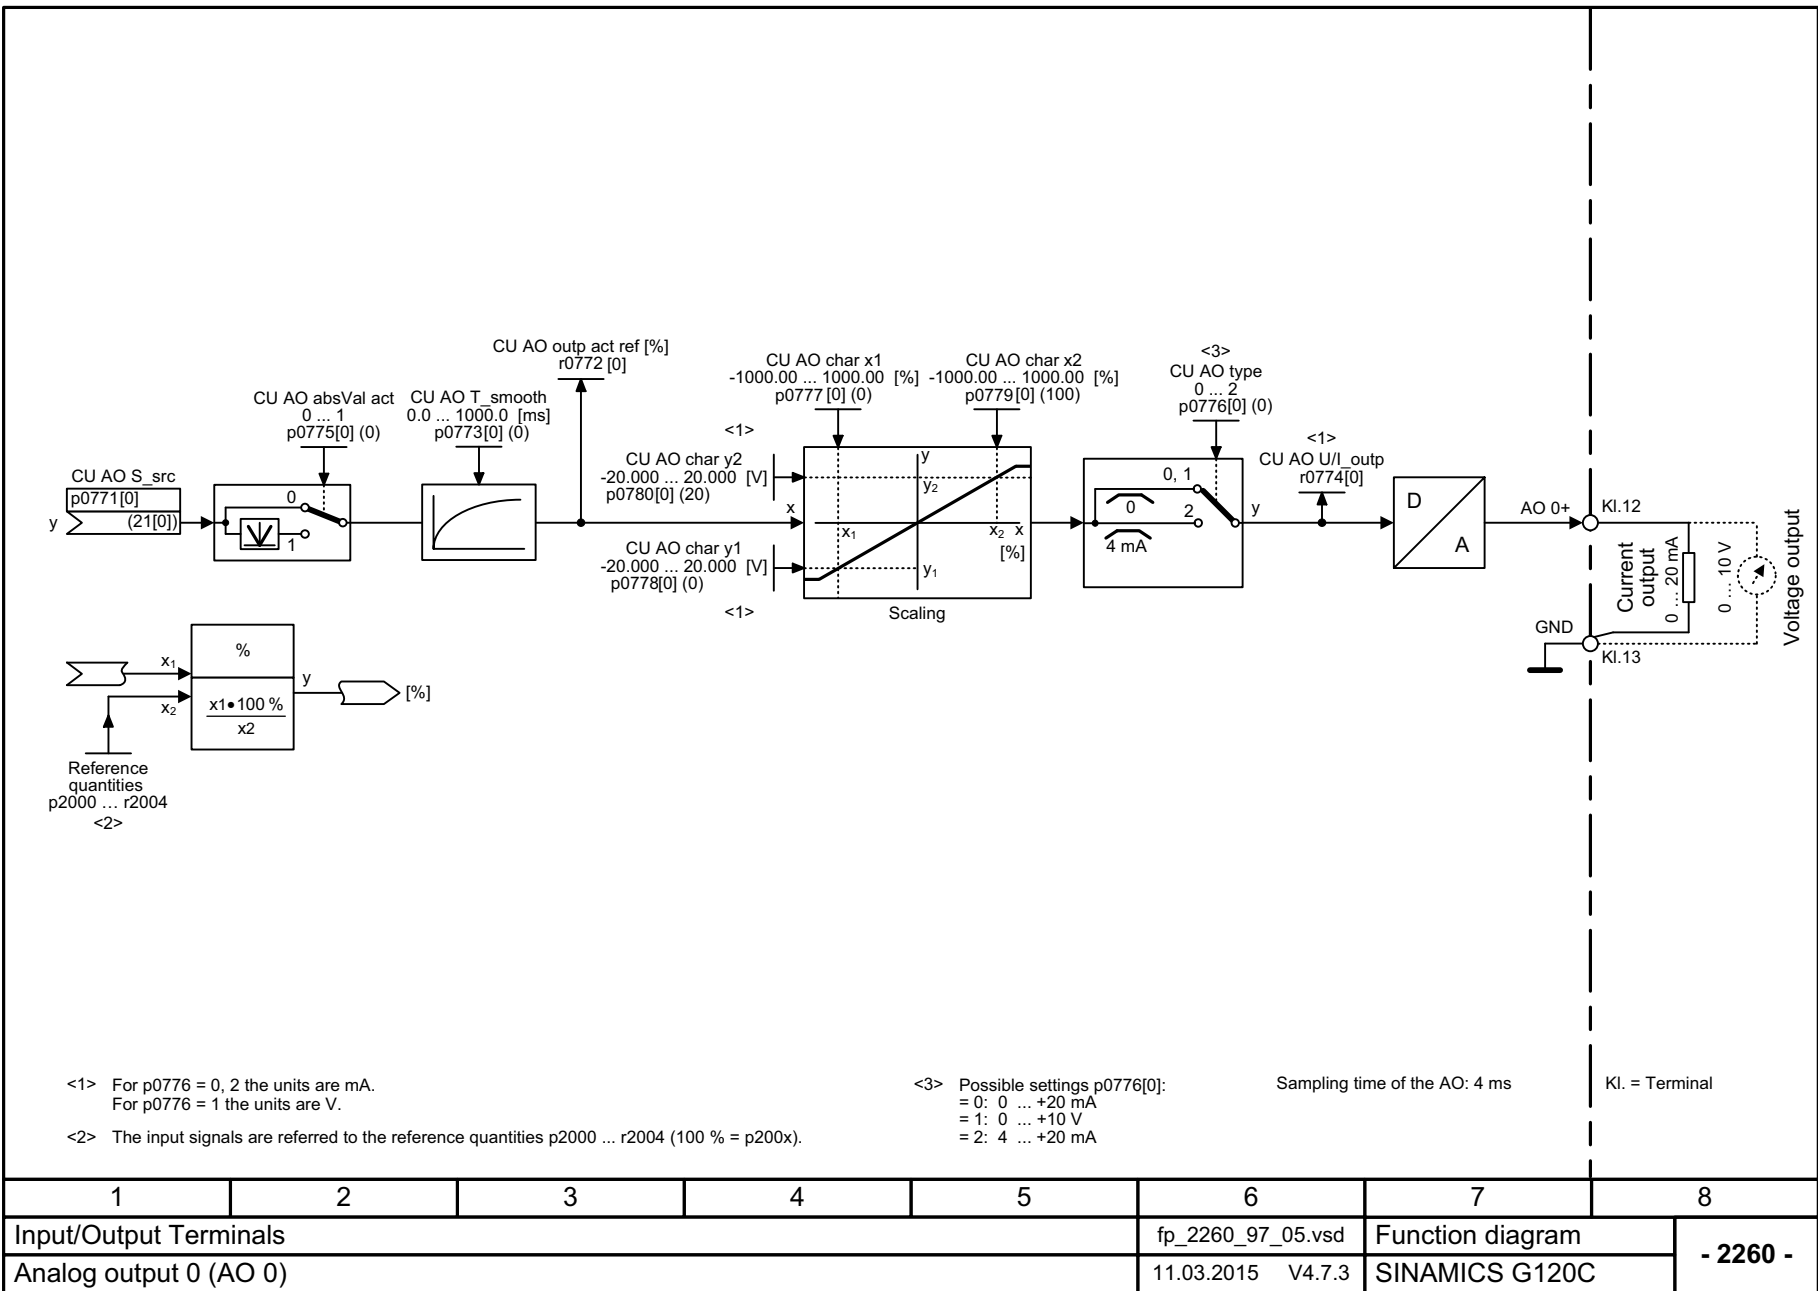 CU AO S_src
p0771[0]
(21[0])
y
CU AO absVal act
0 ... 1
p0775[0] (0)
0
1
CU AO T_smooth
0.0 ... 1000.0 [ms]
p0773[0] (0)
CU AO outp act ref [%]
r0772 [0]
<1>
CU AO char y2
-20.000 ... 20.000 [V]
p0780[0] (20)
x
CU AO char y1
-20.000 ... 20.000 [V]
p0778[0] (0)
<1>
CU AO char x1
-1000.00 ... 1000.00 [%]
p0777[0] (0)
CU AO char x2
-1000.00 ... 1000.00 [%]
p0779[0] (100)
y
y2
x1
x2 x
[%]
y1
Scaling
<3>
CU AO type
0 ... 2
p0776[0] (0)
0, 1
0
2
4 mA
y
<1>
CU AO U/I_outp
r0774[0]
D
A
AO 0+
Kl.12
GND
Kl.13
Current
output
0 ... 20 mA
0 ... 10 V
Voltage output
x1
x2
%
x1•100 %
x2
y
[%]
Reference
quantities
p2000 ... r2004
<2>
<1> For p0776 = 0, 2 the units are mA.
For p0776 = 1 the units are V.
<2> The input signals are referred to the reference quantities p2000 ... r2004 (100 % = p200x).
<3> Possible settings p0776[0]:
= 0: 0 ... +20 mA
= 1: 0 ... +10 V
= 2: 4 ... +20 mA
Sampling time of the AO: 4 ms
Kl. = Terminal
1 2 3 4 5 6 7 8
Input/Output Terminals
fp_2260_97_05.vsd
Function diagram
- 2260 -
Analog output 0 (AO 0)
11.03.2015 V4.7.3
SINAMICS G120C